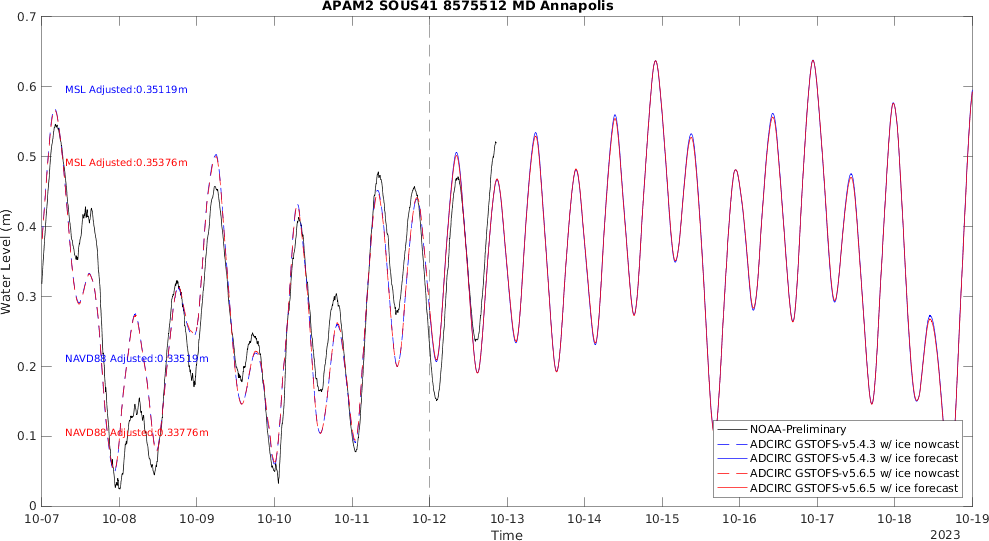 APAM2 SOUS41 8575512 MD Annapolis
0.7
0.6
0.5
0.4
0.3
0.2
0.1
0
Water Level (m)
MSL Adjusted:0.35119m
MSL Adjusted:0.35376m
NAVD88 Adjusted:0.33519m
NAVD88 Adjusted:0.33776m
NOAA-Preliminary
ADCIRC GSTOFS-v5.4.3 w/ ice nowcast
ADCIRC GSTOFS-v5.4.3 w/ ice forecast
ADCIRC GSTOFS-v5.6.5 w/ ice nowcast
ADCIRC GSTOFS-v5.6.5 w/ ice forecast
10-07 10-08 10-09 10-10 10-11 10-12 10-13 10-14 10-15 10-16 10-17 10-18 10-19
Time
2023